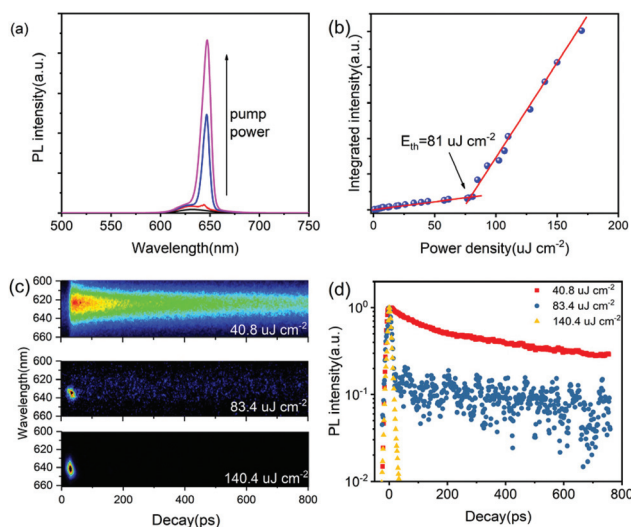 (a)
PL intensity(a.u.)
pump
power
500 550 600 650 700 750
Wavelength(nm)
(b)
Integrated intensity(a.u.)
Eth=81 uJ cm-2
0 50 100 150 200
Power density(uJ cm-2)
(c)
Wavelength(nm)
600
620
640
660
40.8 uJ cm-2
600
620
640
660
83.4 uJ cm-2
600
620
640
660
140.4 uJ cm-2
0 200 400 600 800
Decay(ps)
(d)
PL intensity(a.u.)
40.8 uJ cm-2
83.4 uJ cm-2
140.4 uJ cm-2
10^0
10^-1
10^-2
0 200 400 600 800
Decay(ps)